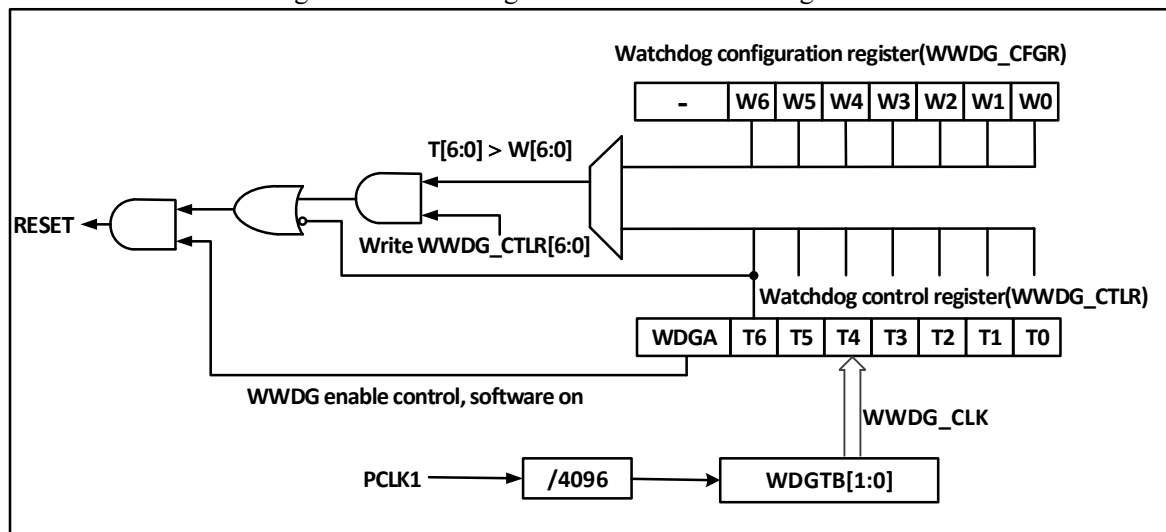 Watchdog configuration register(WWDG_CFGR)
- W6 W5 W4 W3 W2 W1 W0
T[6:0] > W[6:0]
RESET
Write WWDG_CTLR[6:0]
Watchdog control register(WWDG_CTLR)
WDGA T6 T5 T4 T3 T2 T1 T0
WWDG enable control, software on
WWDG_CLK
PCLK1 /4096 WDGTB[1:0]